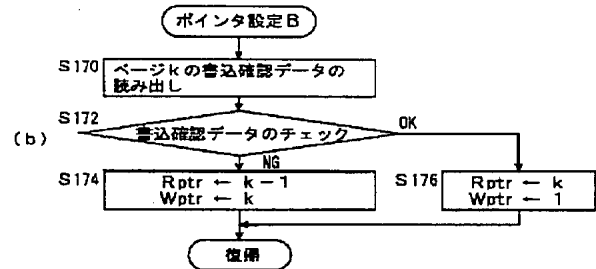 ポインタ設定B
S170
ページkの書込確認データの
読み出し
S172
(b)
書込確認データのチェック
OK
NG
S174
Rptr ← k－1
Wptr ← k
S176
Rptr ← k
Wptr ← 1
復帰